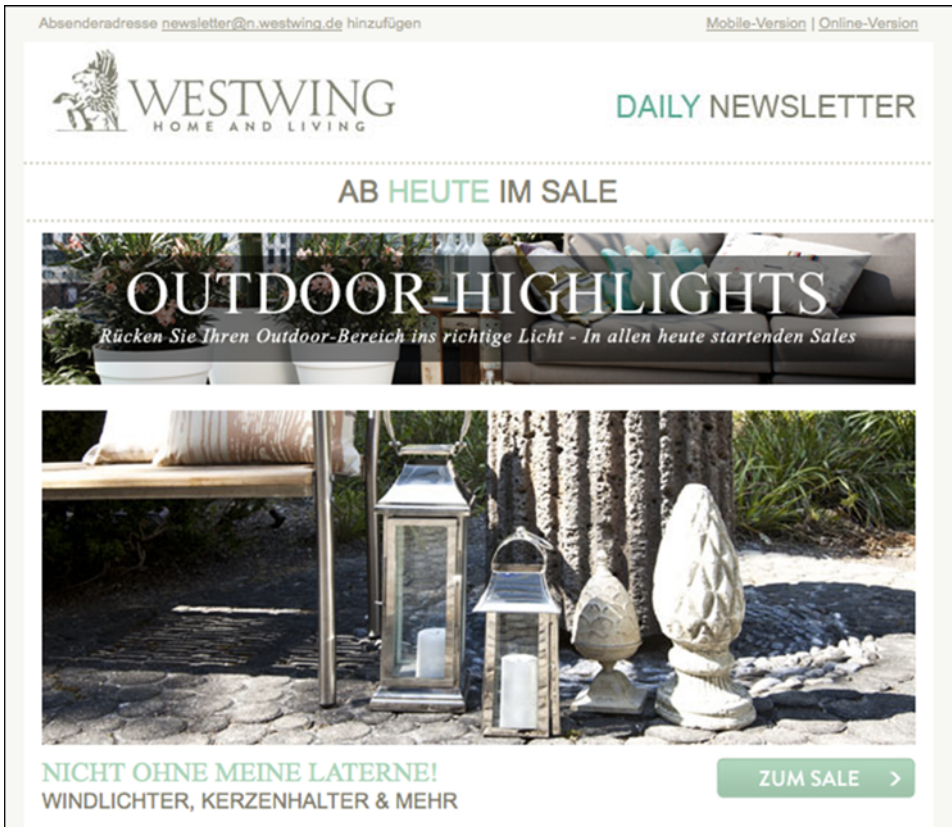 Absenderadresse newsletter@n.westwing.de hinzufügen
Mobile-Version | Online-Version
WESTWING
HOME AND LIVING
DAILY NEWSLETTER
AB HEUTE IM SALE
OUTDOOR-HIGHLIGHTS
Rücken Sie Ihren Outdoor-Bereich ins richtige Licht - In allen heute startenden Sales
NICHT OHNE MEINE LATERNE!
WINDLICHTER, KERZENHALTER & MEHR
ZUM SALE >